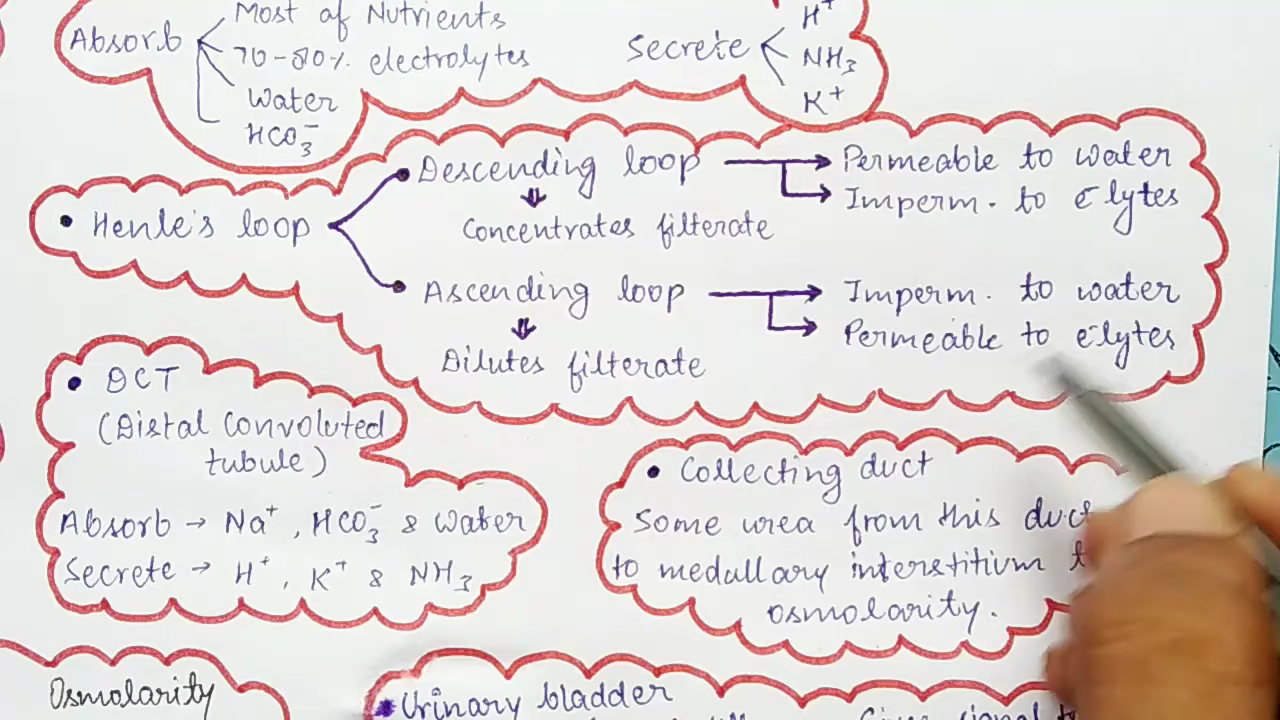 Most of Nutrients
Absorb
70-80% electrolytes
Water
HCO3⁻
Secrete
H⁺
NH3
K⁺
• Henle's loop
• Descending loop
Permeable to water
Imperm. to ēlytes
Concentrates filterate
• Ascending loop
Imperm. to water
Permeable to ēlytes
Dilutes filterate
• DCT
(Distal Convoluted
tubule)
Absorb → Na⁺, HCO3⁻ & Water
Secrete → H⁺, K⁺ & NH3
• Collecting duct
Some urea from this duct
to medullary interstitium
osmolarity.
Osmolarity
* Urinary bladder